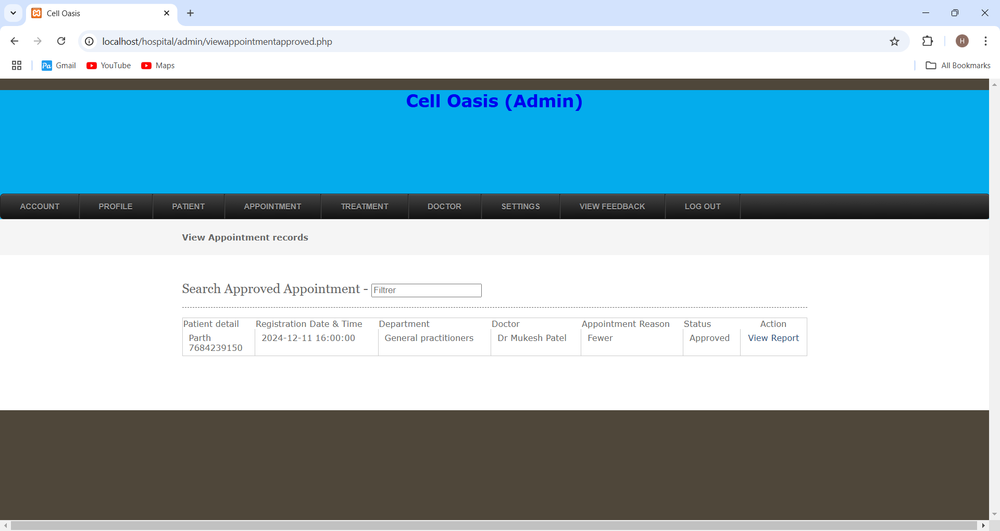 Cell Oasis
localhost/hospital/admin/viewappointmentapproved.php
H
Pa Gmail YouTube Maps All Bookmarks
Cell Oasis (Admin)
ACCOUNT PROFILE PATIENT APPOINTMENT TREATMENT DOCTOR SETTINGS VIEW FEEDBACK LOG OUT
View Appointment records
Search Approved Appointment - Filtrer
Patient detail Registration Date & Time Department Doctor Appointment Reason Status Action
Parth 2024-12-11 16:00:00 General practitioners Dr Mukesh Patel Fewer Approved View Report
7684239150